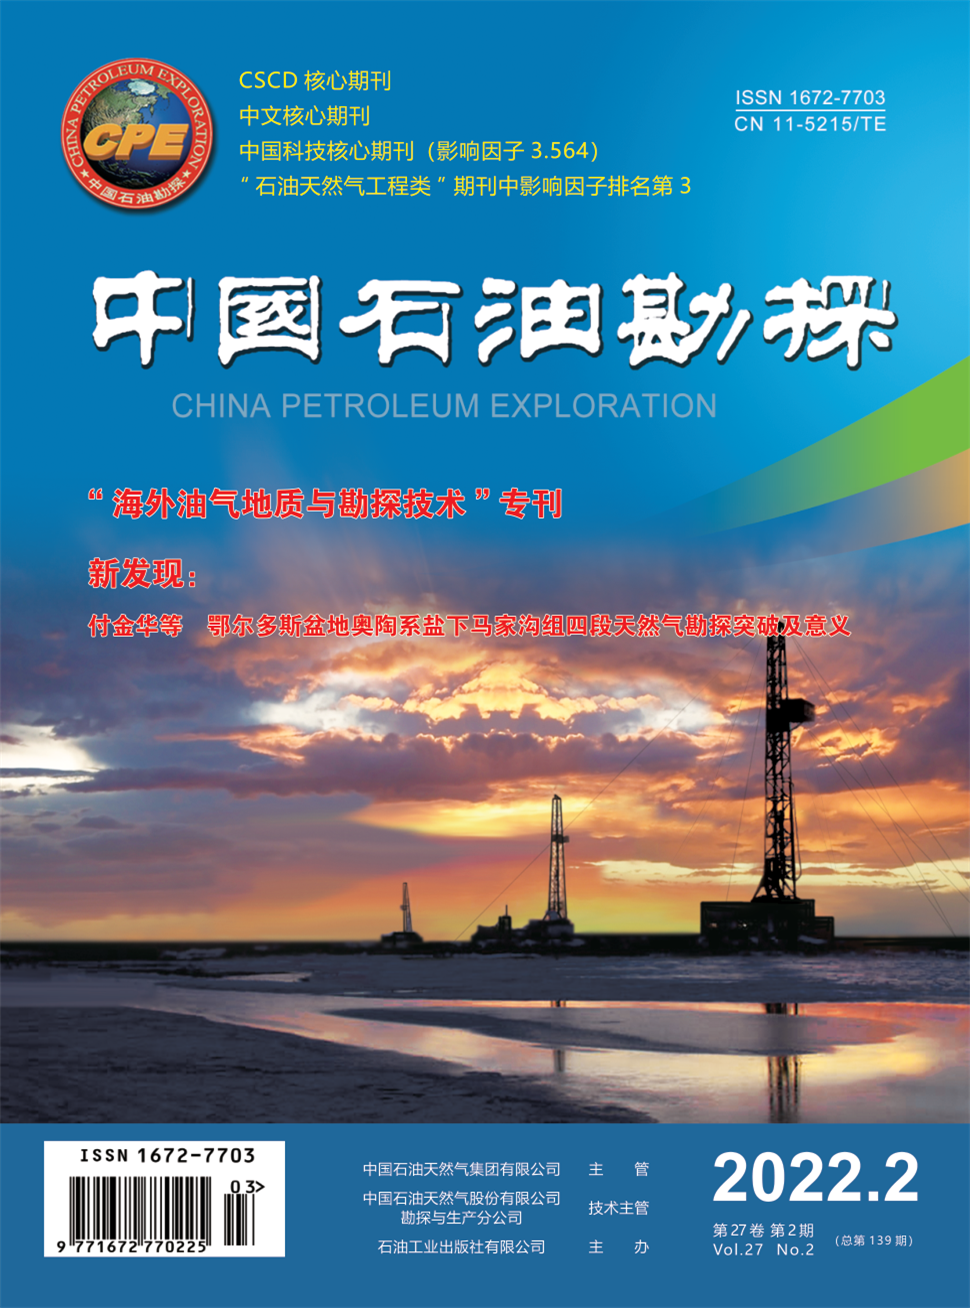 CHINA PETROLEUM EXPLORATION
CPE
★中国石油勘探★
CSCD 核心期刊
中文核心期刊
中国科技核心期刊（影响因子 3.564）
“石油天然气工程类”期刊中影响因子排名第 3
ISSN 1672-7703
CN 11-5215/TE
中国石油勘探
CHINA PETROLEUM EXPLORATION
“海外油气地质与勘探技术”专刊
新发现：
付金华等 鄂尔多斯盆地奥陶系盐下马家沟组四段天然气勘探突破及意义
ISSN 1672-7703
03>
9 771672 770225
中国石油天然气集团有限公司 主 管
中国石油天然气股份有限公司
勘探与生产分公司 技术主管
石油工业出版社有限公司 主 办
2022.2
第27卷 第2期
Vol.27 No.2
（总第 139 期）